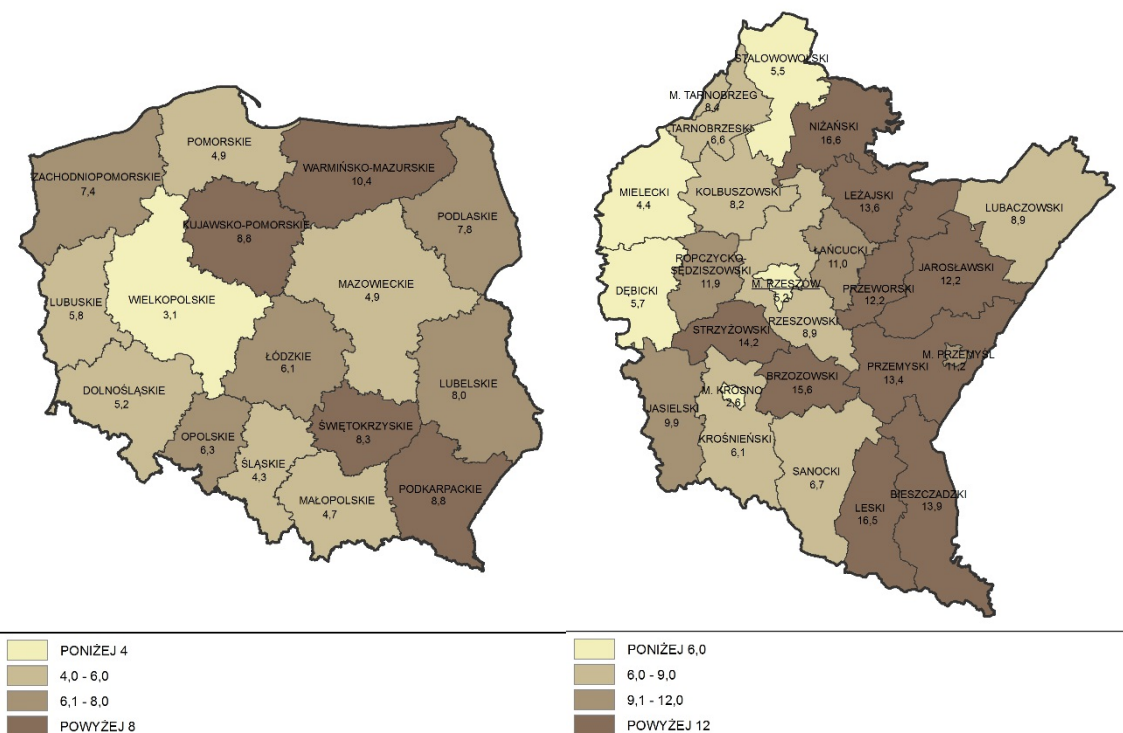 POMORSKIE
4,9
WARMIŃSKO-MAZURSKIE
10,4
ZACHODNIOPOMORSKIE
7,4
PODLASKIE
7,8
KUJAWSKO-POMORSKIE
8,8
MAZOWIECKIE
4,9
LUBUSKIE
5,8
WIELKOPOLSKIE
3,1
ŁÓDZKIE
6,1
LUBELSKIE
8,0
DOLNOŚLĄSKIE
5,2
OPOLSKIE
6,3
ŚWIĘTOKRZYSKIE
8,3
ŚLĄSKIE
4,3
MAŁOPOLSKIE
4,7
PODKARPACKIE
8,8
PONIŻEJ 4
4,0 - 6,0
6,1 - 8,0
POWYŻEJ 8
STALOWOWOLSKI
5,5
M. TARNOBRZEG
8,4
TARNOBRZESKI
6,6
NIŻAŃSKI
16,6
MIELECKI
4,4
KOLBUSZOWSKI
8,2
LEŻAJSKI
13,6
LUBACZOWSKI
8,9
ROPCZYCKO-
SĘDZISZOWSKI
11,9
ŁAŃCUCKI
11,0
JAROSŁAWSKI
12,2
DĘBICKI
5,7
M. RZESZÓW
5,2
PRZEWORSKI
12,2
RZESZOWSKI
8,9
STRZYŻOWSKI
14,2
PRZEMYSKI
13,4
M. PRZEMYŚL
11,2
BRZOZOWSKI
15,6
M. KROSNO
2,6
JASIELSKI
9,9
KROŚNIEŃSKI
6,1
SANOCKI
6,7
LESKI
16,5
BIESZCZADZKI
13,9
PONIŻEJ 6,0
6,0 - 9,0
9,1 - 12,0
POWYŻEJ 12